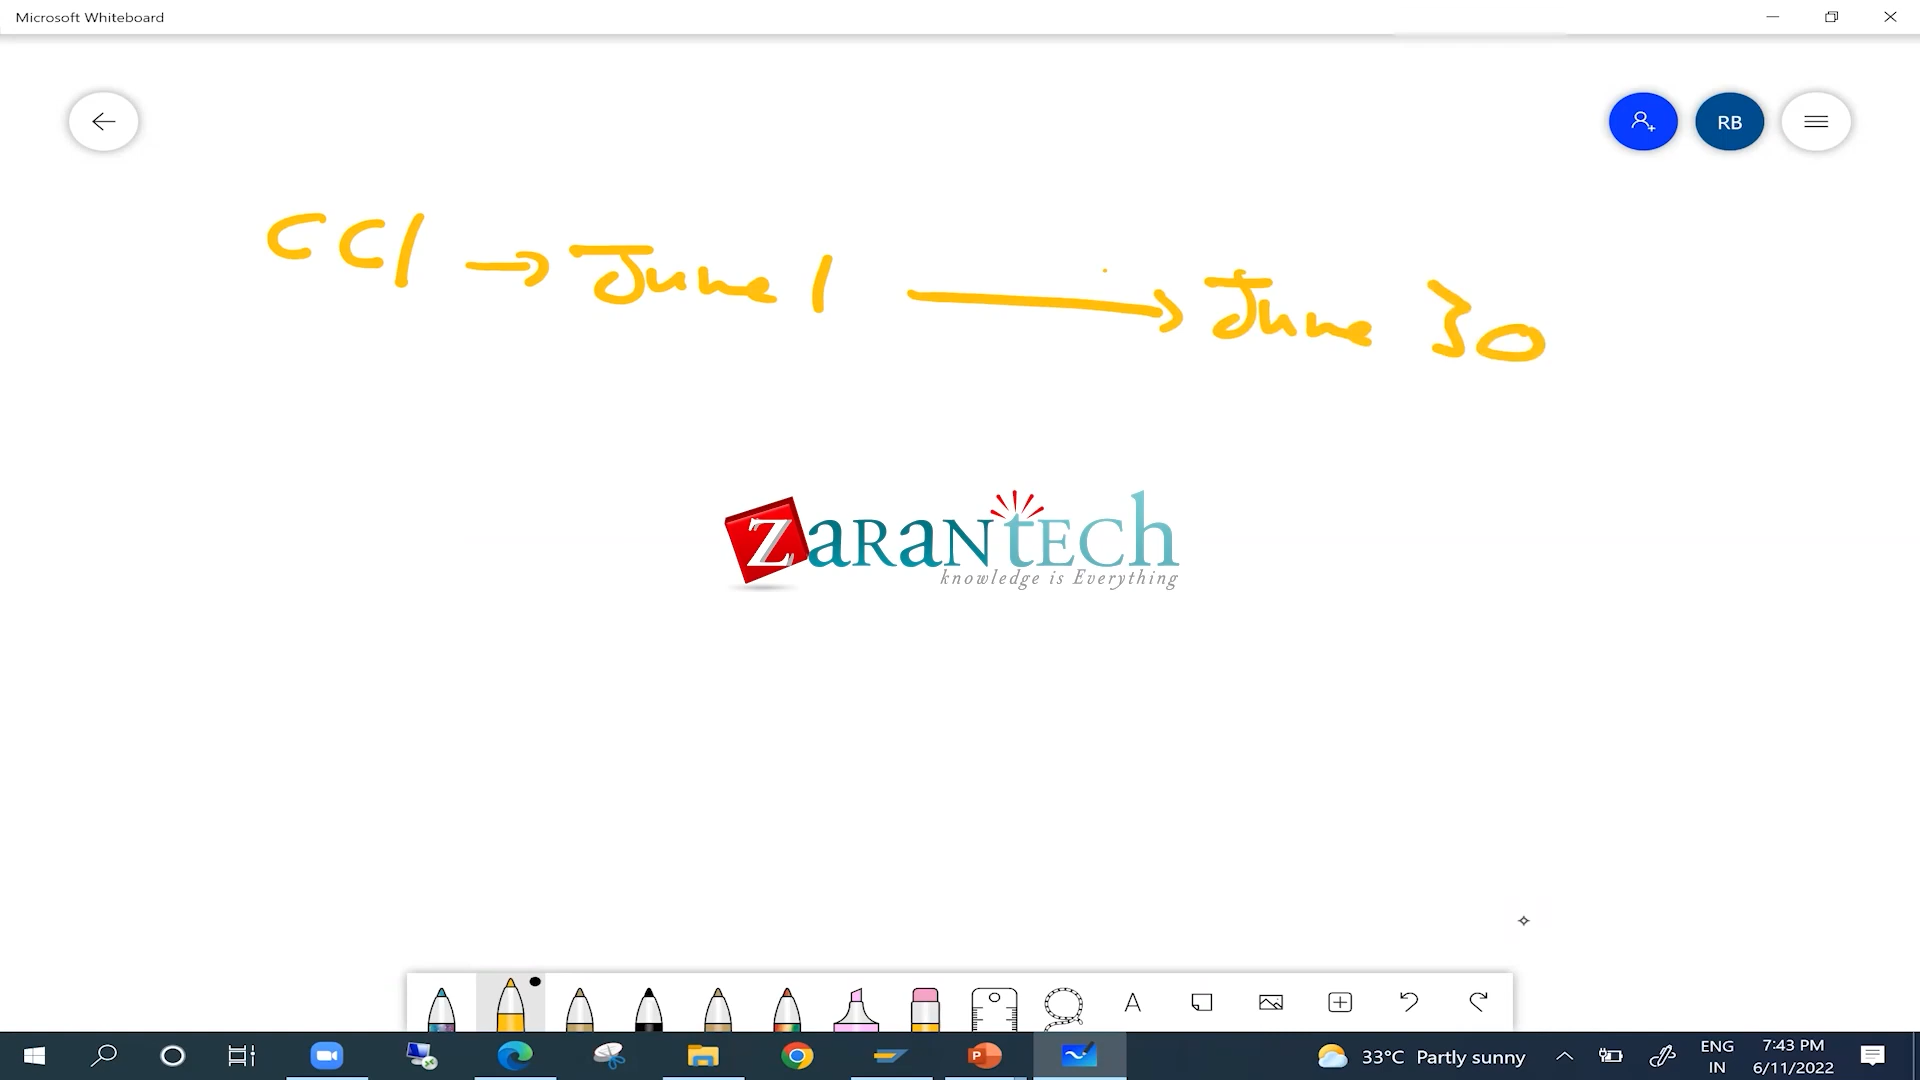 Microsoft Whiteboard
RB
CC1 → June 1 → June 30
ZaranTech
knowledge is Everything
A
33°C Partly sunny
ENG
IN
7:43 PM
6/11/2022